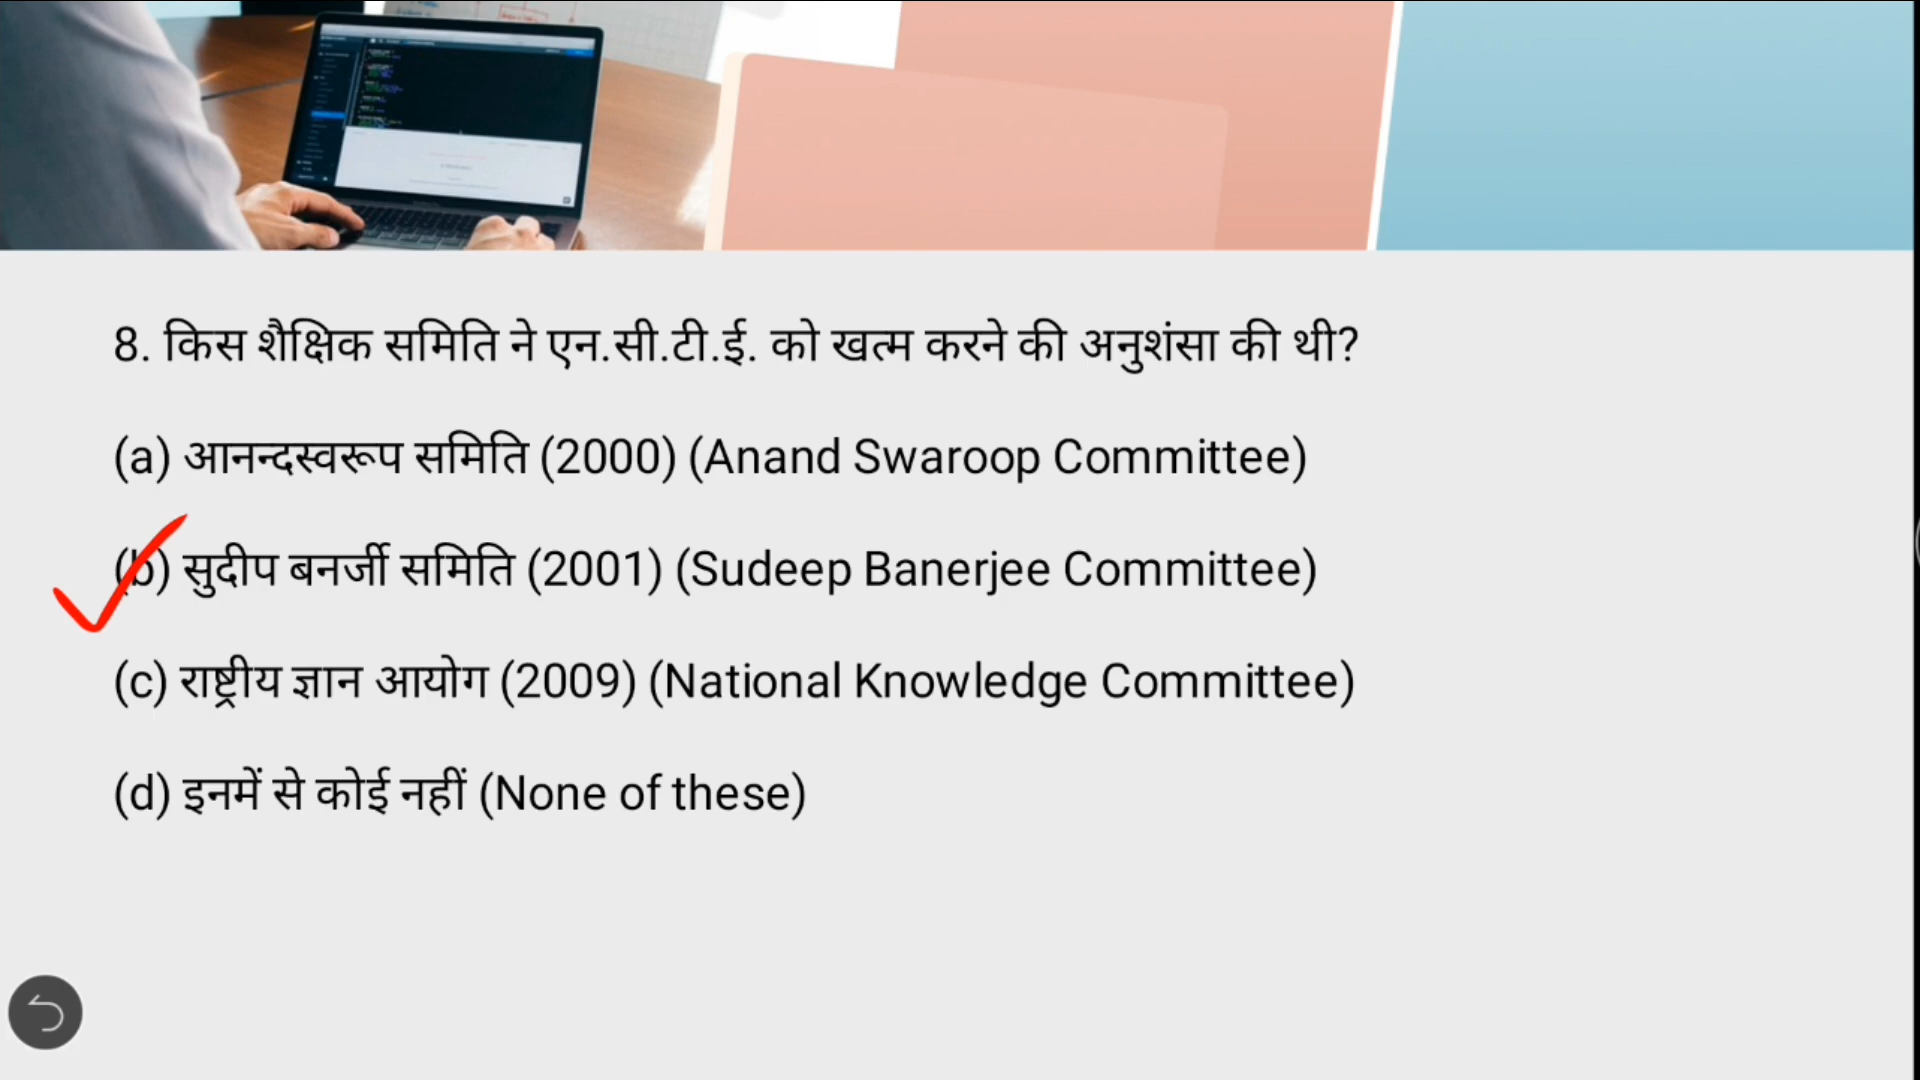 8. किस शैक्षिक समिति ने एन.सी.टी.ई. को खत्म करने की अनुशंसा की थी?
(a) आनन्दस्वरूप समिति (2000) (Anand Swaroop Committee)
(b) सुदीप बनर्जी समिति (2001) (Sudeep Banerjee Committee)
(c) राष्ट्रीय ज्ञान आयोग (2009) (National Knowledge Committee)
(d) इनमें से कोई नहीं (None of these)